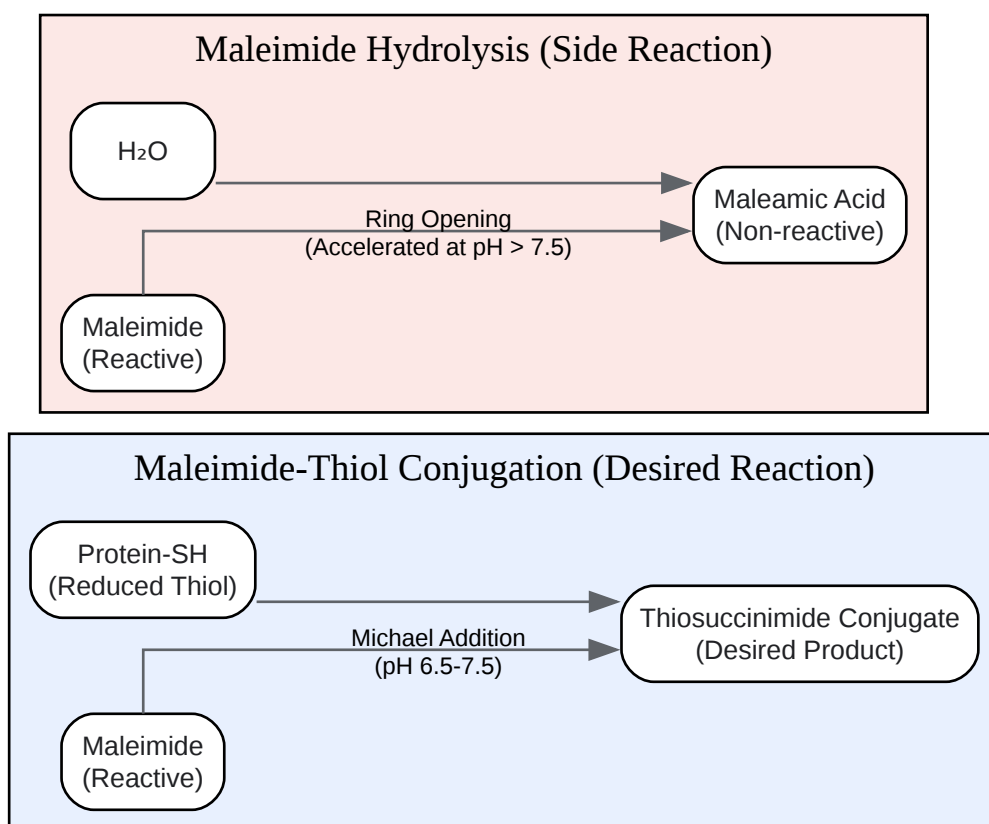 Maleimide Hydrolysis (Side Reaction)
H₂O
Maleamic Acid
(Non-reactive)
Ring Opening
(Accelerated at pH > 7.5)
Maleimide
(Reactive)
Maleimide-Thiol Conjugation (Desired Reaction)
Protein-SH
(Reduced Thiol)
Thiosuccinimide Conjugate
(Desired Product)
Michael Addition
(pH 6.5-7.5)
Maleimide
(Reactive)